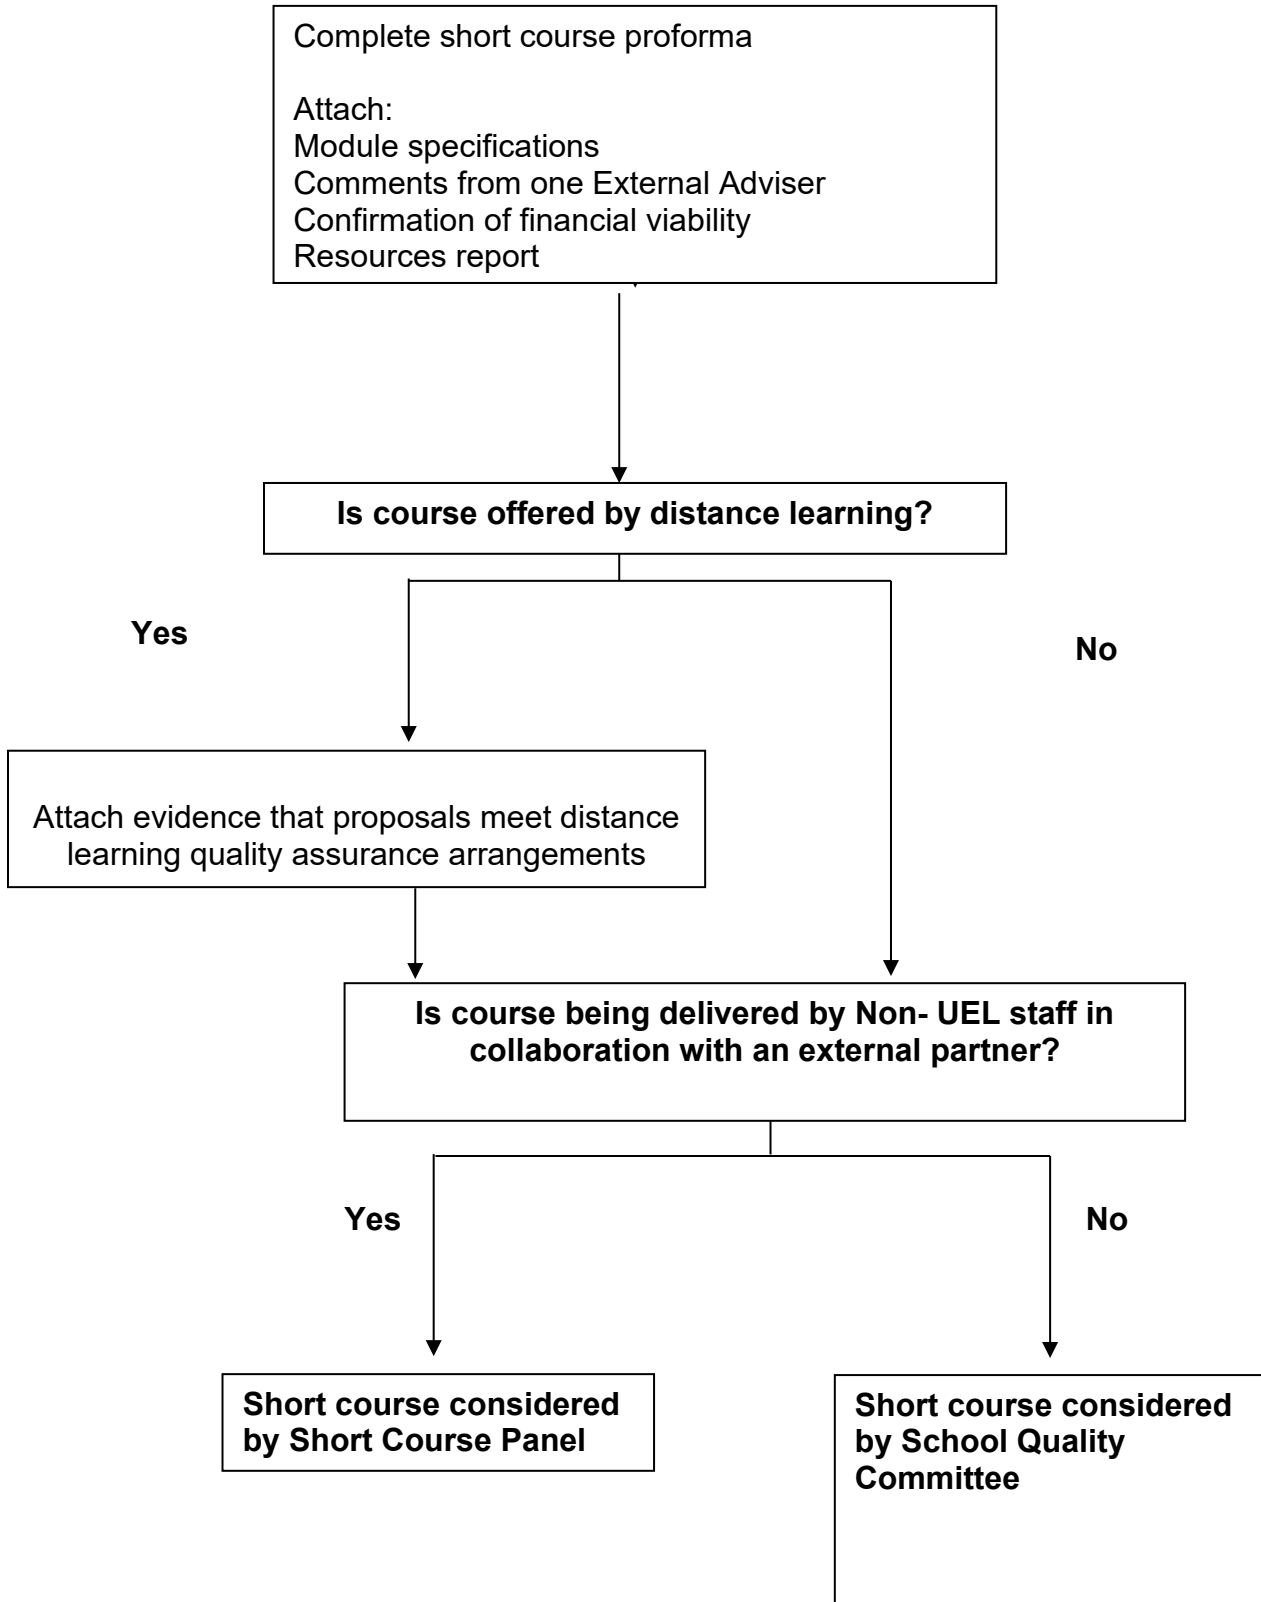 Complete short course proforma
Attach:
Module specifications
Comments from one External Adviser
Confirmation of financial viability
Resources report
Is course offered by distance learning?
Yes
No
Attach evidence that proposals meet distance
learning quality assurance arrangements
Is course being delivered by Non- UEL staff in
collaboration with an external partner?
Yes
No
Short course considered
by Short Course Panel
Short course considered
by School Quality
Committee